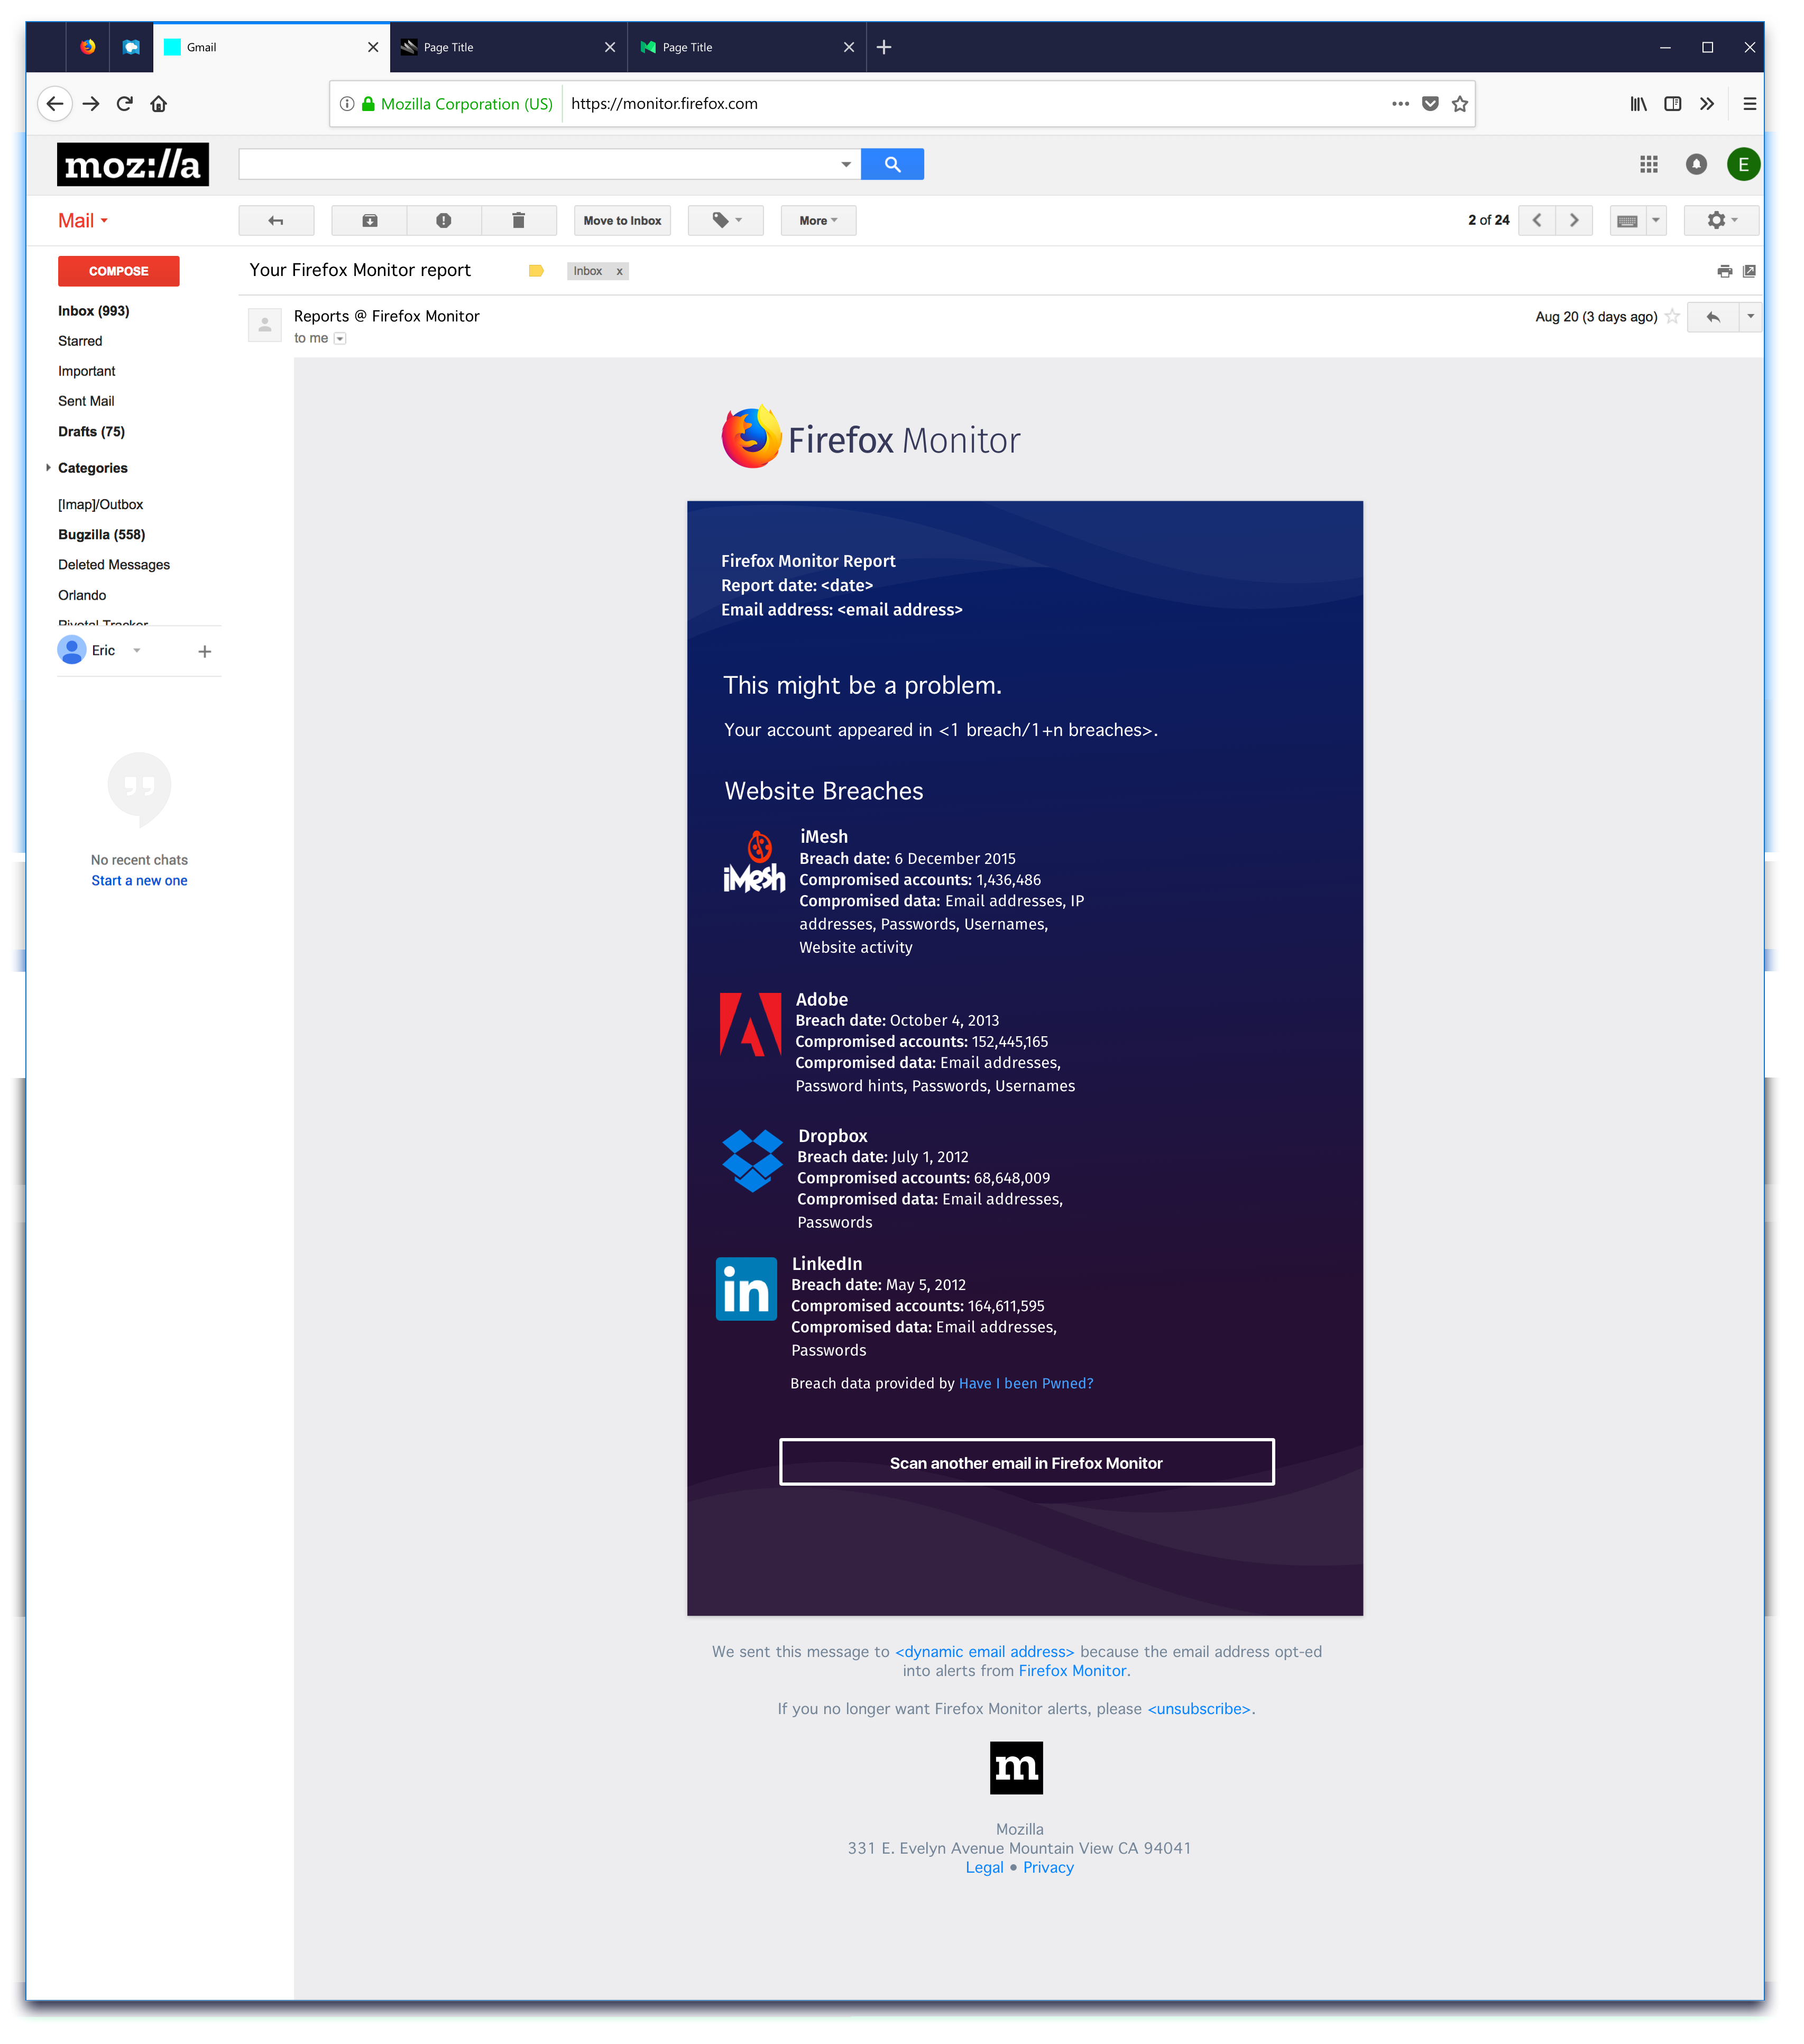 Gmail
Page Title
Page Title
Mozilla Corporation (US)
https://monitor.firefox.com
moz://a
E
Mail
Move to Inbox
More
2 of 24
COMPOSE
Your Firefox Monitor report
Inbox x
Inbox (993)
Starred
Important
Sent Mail
Drafts (75)
Categories
[Imap]/Outbox
Bugzilla (558)
Deleted Messages
Orlando
Pivotal Tracker
Eric
No recent chats
Start a new one
Reports @ Firefox Monitor
to me
Aug 20 (3 days ago)
Firefox Monitor
Firefox Monitor Report
Report date: <date>
Email address: <email address>
This might be a problem.
Your account appeared in <1 breach/1+n breaches>.
Website Breaches
iMesh
iMesh
Breach date: 6 December 2015
Compromised accounts: 1,436,486
Compromised data: Email addresses, IP
addresses, Passwords, Usernames,
Website activity
Adobe
Breach date: October 4, 2013
Compromised accounts: 152,445,165
Compromised data: Email addresses,
Password hints, Passwords, Usernames
Dropbox
Breach date: July 1, 2012
Compromised accounts: 68,648,009
Compromised data: Email addresses,
Passwords
in
LinkedIn
Breach date: May 5, 2012
Compromised accounts: 164,611,595
Compromised data: Email addresses,
Passwords
Breach data provided by Have I been Pwned?
Scan another email in Firefox Monitor
We sent this message to <dynamic email address> because the email address opt-ed
into alerts from Firefox Monitor.
If you no longer want Firefox Monitor alerts, please <unsubscribe>.
m
Mozilla
331 E. Evelyn Avenue Mountain View CA 94041
Legal • Privacy